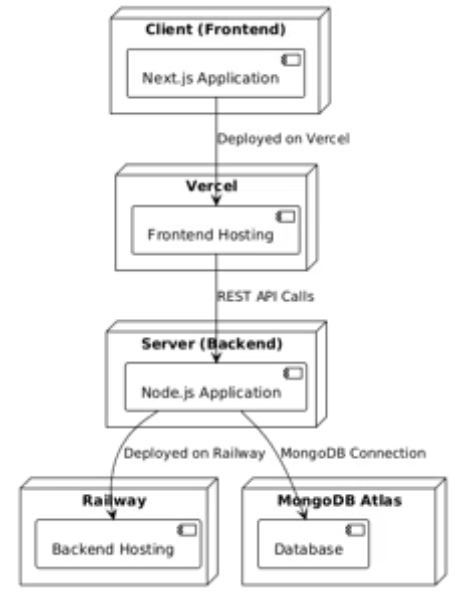 Client (Frontend)
Next.js Application
Deployed on Vercel
Vercel
Frontend Hosting
REST API Calls
Server (Backend)
Node.js Application
Deployed on Railway
MongoDB Connection
Railway
MongoDB Atlas
Backend Hosting
Database